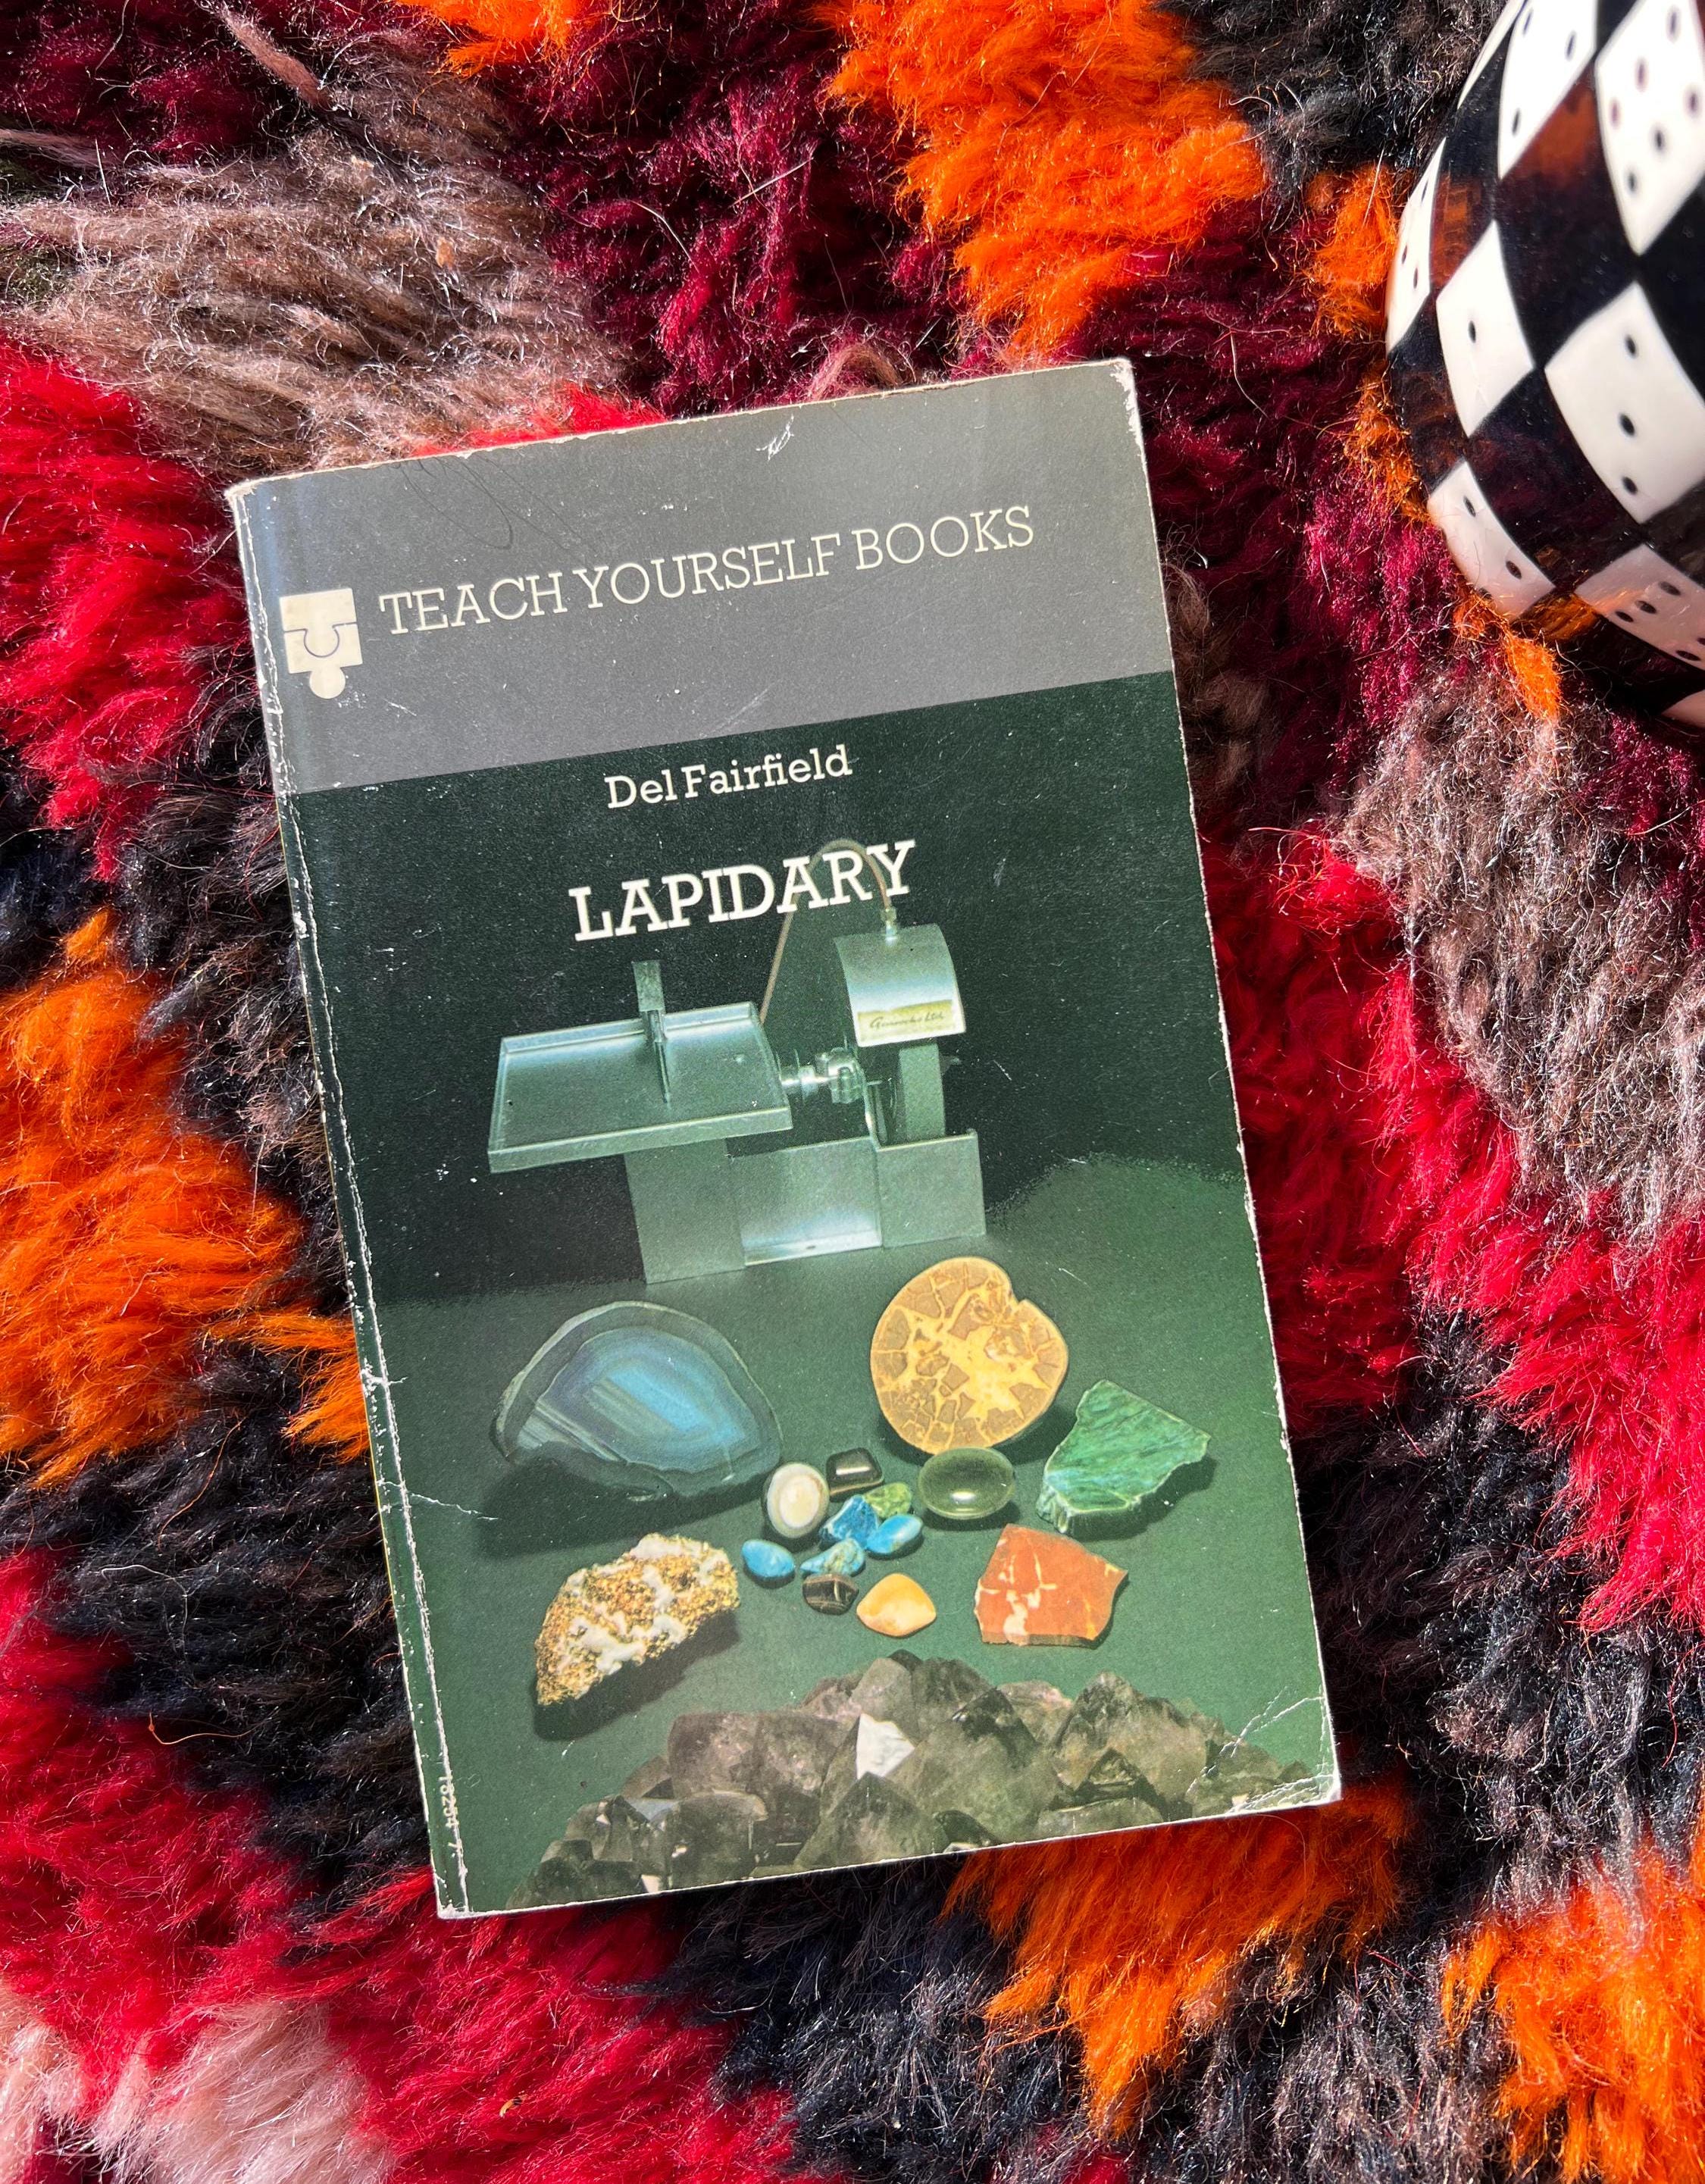 TEACH YOURSELF BOOKS
Del Fairfield
LAPIDARY